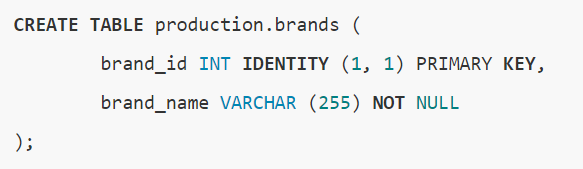 CREATE TABLE production.brands (
brand_id INT IDENTITY (1, 1) PRIMARY KEY,
brand_name VARCHAR (255) NOT NULL
);